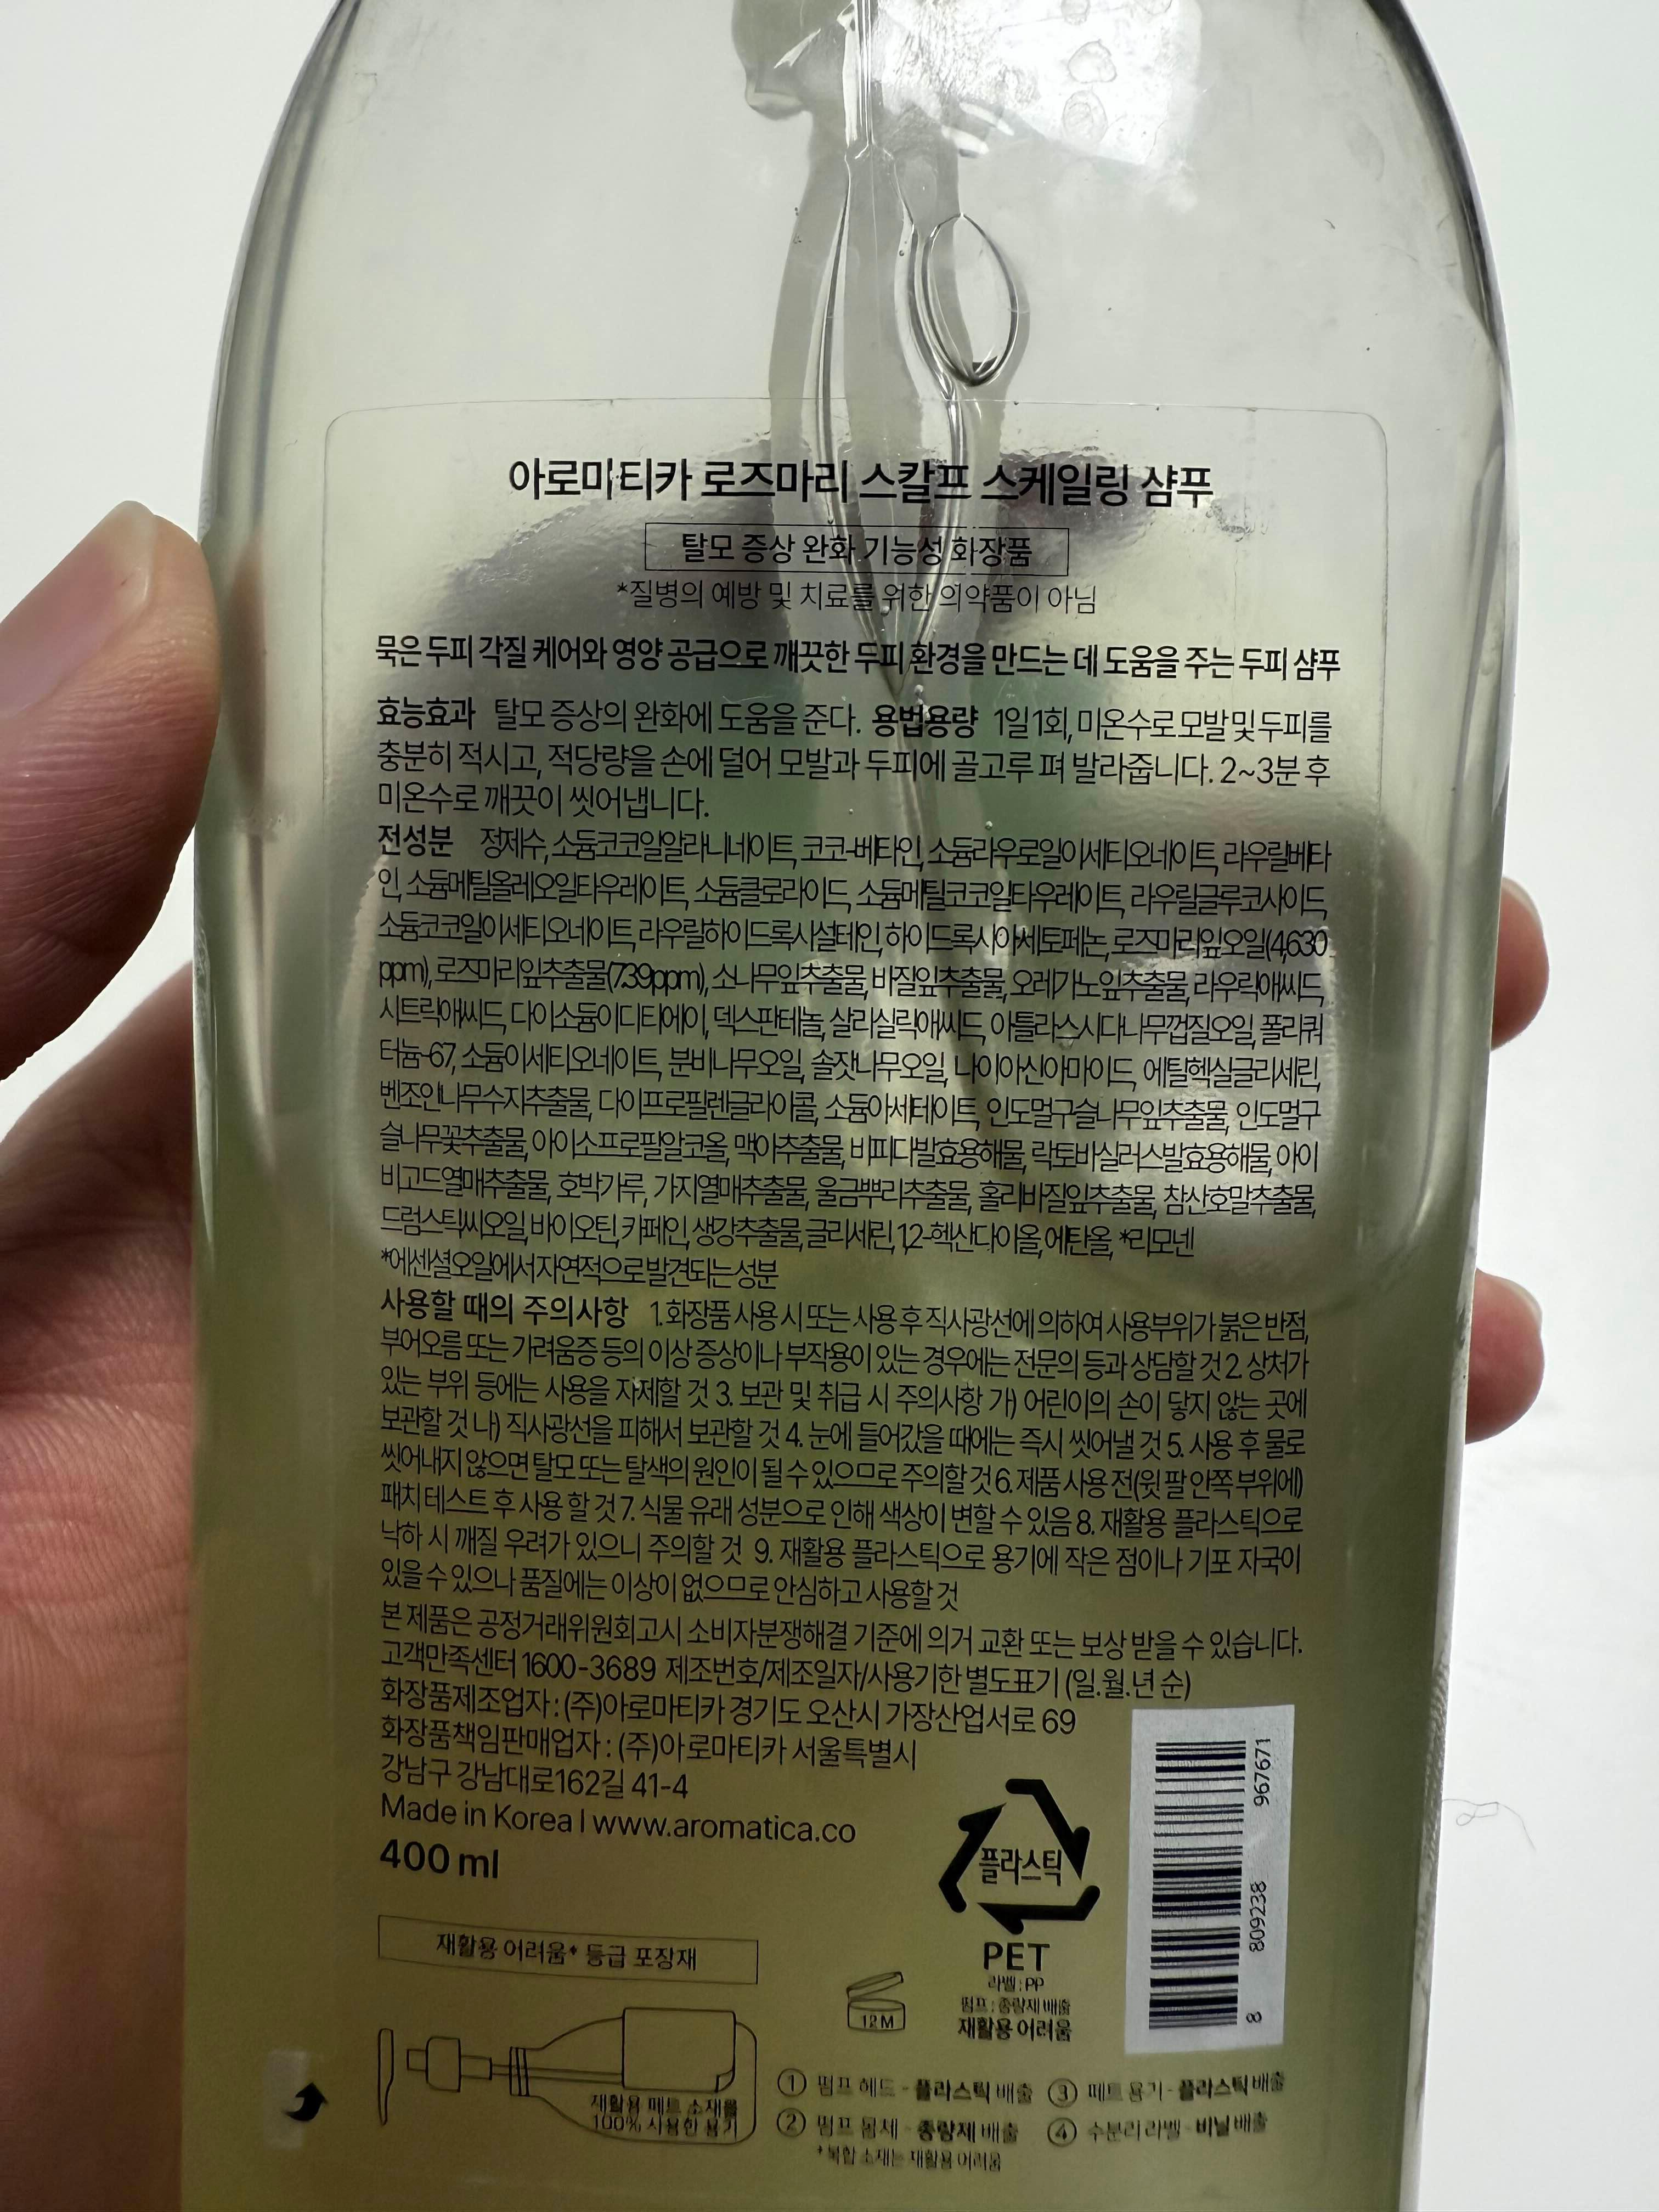 아로마티카 로즈마리 스칼프 스케일링 샴푸
탈모 증상 완화 기능성 화장품
*질병의 예방 및 치료를 위한 의약품이 아님
묵은 두피 각질 케어와 영양 공급으로 깨끗한 두피 환경을 만드는 데 도움을 주는 두피 샴푸
효능효과 탈모 증상의 완화에 도움을 준다. 용법용량 1일 1회, 미온수로 모발 및 두피를
충분히 적시고, 적당량을 손에 덜어 모발과 두피에 골고루 펴 발라줍니다. 2~3분 후
미온수로 깨끗이 씻어냅니다.
전성분 정제수, 소듐코코일알라니네이트, 코코-베타인, 소듐라우로일이세티오네이트, 라우릴베타
인, 소듐메틸올레오일타우레이트, 소듐클로라이드, 소듐메틸코코일타우레이트, 라우릴글루코사이드,
소듐코코일이세티오네이트, 라우릴하이드록시설테인, 하이드록시아세토페논, 로즈마리잎오일(4,630
ppm), 로즈마리잎추출물(739ppm), 소나무잎추출물, 바질잎추출물, 오레가노잎추출물, 라우릭애씨드,
시트릭애씨드, 다이소듐이디티에이, 덱스판테놀, 살리실릭애씨드, 아틀라스시다나무껍질오일, 폴리쿼
터늄-67, 소듐이세티오네이트, 분비나무오일, 솔잣나무오일, 나이아신아마이드, 에틸헥실글리세린,
벤조인나무수지추출물, 다이프로필렌글라이콜, 소듐아세테이트, 인도멀구슬나무잎추출물, 인도멀구
슬나무꽃추출물, 아이소프로필알코올, 맥아추출물, 비피다발효용해물, 락토바실러스발효용해물, 아이
비고드열매추출물, 호박가루, 가지열매추출물, 울금뿌리추출물, 홀리바질잎추출물, 참산호말추출물,
드럼스틱씨오일, 바이오틴, 카페인, 생강추출물, 글리세린, 1,2-헥산다이올, 에탄올, *리모넨
*에센셜오일에서 자연적으로 발견되는 성분
사용할 때의 주의사항 1. 화장품 사용 시 또는 사용 후 직사광선에 의하여 사용부위가 붉은 반점,
부어오름 또는 가려움증 등의 이상 증상이나 부작용이 있는 경우에는 전문의 등과 상담할 것 2. 상처가
있는 부위 등에는 사용을 자제할 것 3. 보관 및 취급 시 주의사항 가) 어린이의 손이 닿지 않는 곳에
보관할 것 나) 직사광선을 피해서 보관할 것 4. 눈에 들어갔을 때에는 즉시 씻어낼 것 5. 사용 후 물로
씻어내지 않으면 탈모 또는 탈색의 원인이 될 수 있으므로 주의할 것 6. 제품 사용 전(윗 팔 안쪽 부위에)
패치 테스트 후 사용 할 것 7. 식물 유래 성분으로 인해 색상이 변할 수 있음 8. 재활용 플라스틱으로
낙하 시 깨질 우려가 있으니 주의할 것 9. 재활용 플라스틱으로 용기에 작은 점이나 기포 자국이
있을 수 있으나 품질에는 이상이 없으므로 안심하고 사용할 것
본 제품은 공정거래위원회고시 소비자분쟁해결 기준에 의거 교환 또는 보상 받을 수 있습니다.
고객만족센터 1600-3689 제조번호/제조일자/사용기한 별도표기 (일.월.년 순)
화장품제조업자 : (주)아로마티카 경기도 오산시 가장산업서로 69
화장품책임판매업자 : (주)아로마티카 서울특별시
강남구 강남대로162길 41-4
Made in Korea | www.aromatica.co
400 ml
8 809238 967671
플라스틱
PET
라벨 : PP
펌프 : 종량제 배출
재활용 어려움
재활용 어려움* 등급 포장재
12M
재활용 페트 소재를
100% 사용한 용기
① 펌프 헤드 - 플라스틱 배출 ③ 페트 용기 - 플라스틱 배출
② 펌프 몸체 - 종량제 배출 ④ 수분리 라벨 - 비닐 배출
*복합 소재는 재활용 어려움